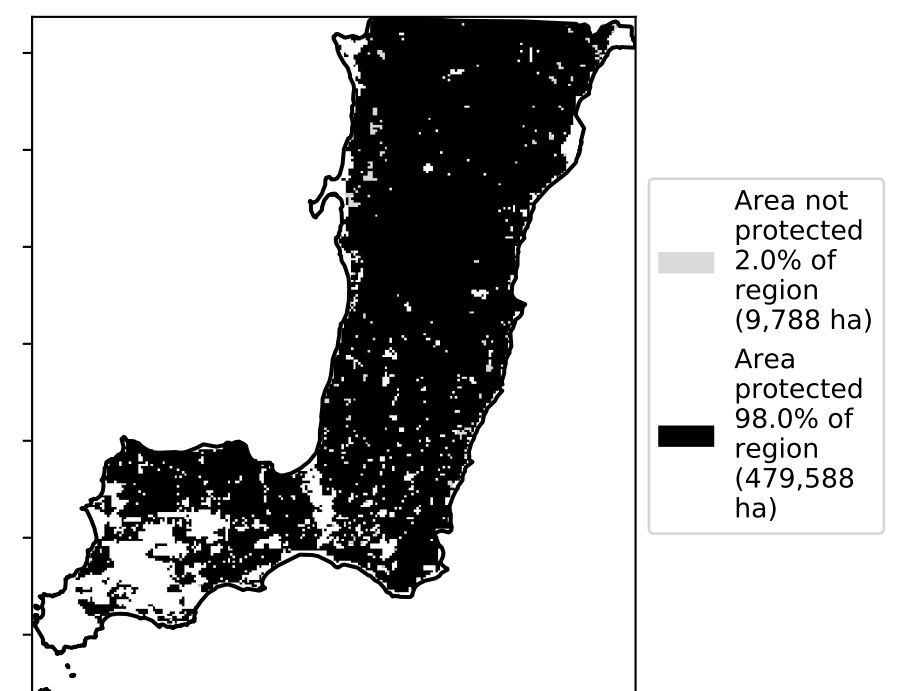 Area not
protected
2.0% of
region
(9,788 ha)
Area
protected
98.0% of
region
(479,588
ha)